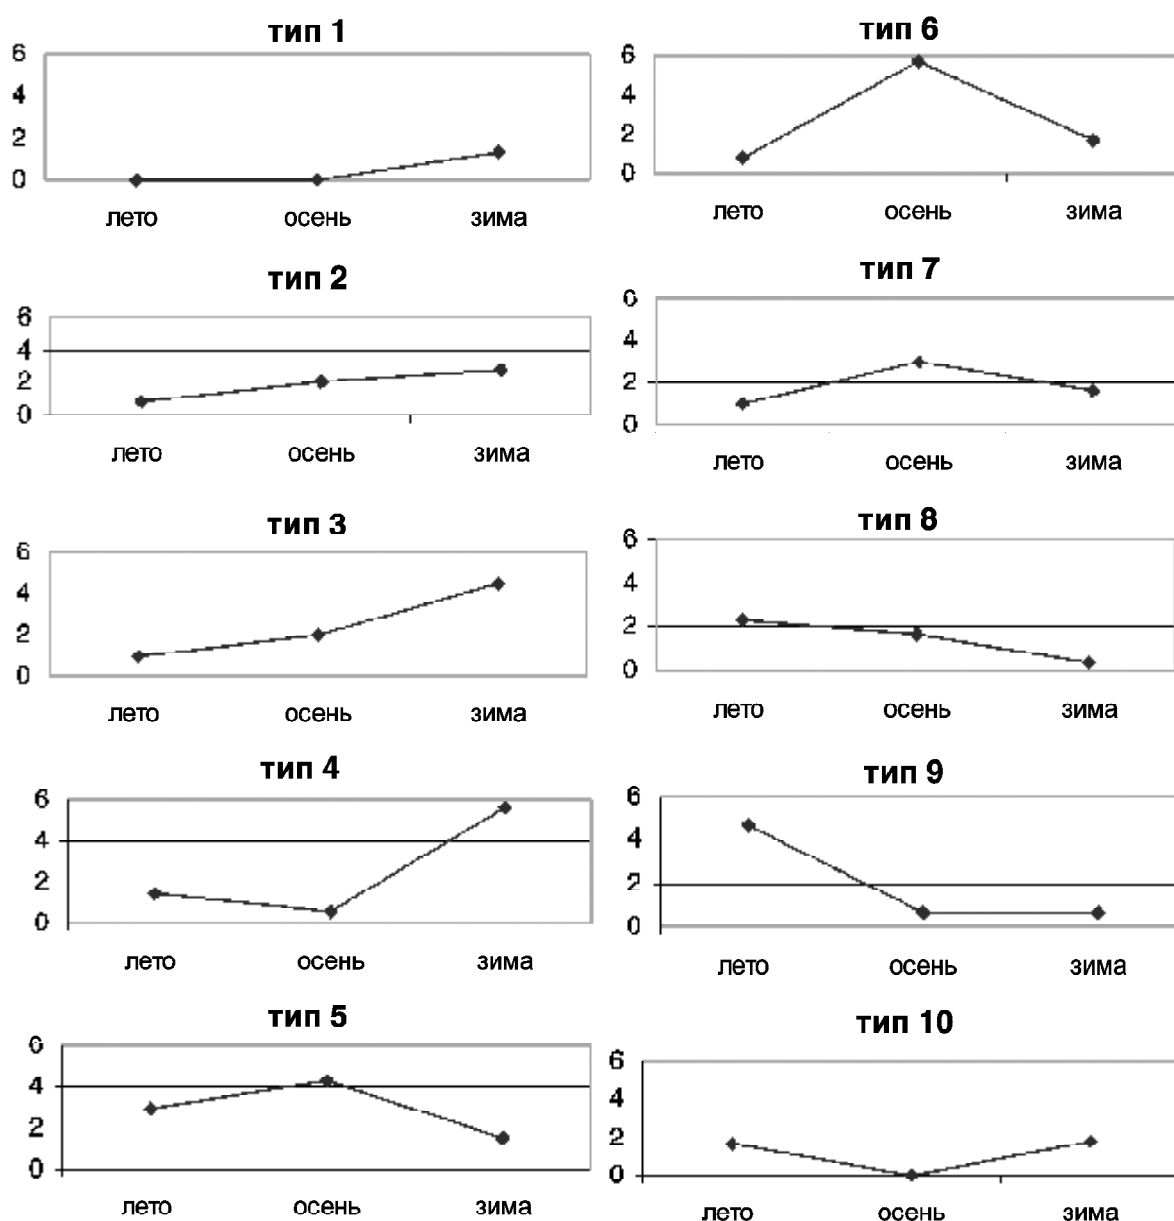 тип 1
6
4
2
0
лето осень зима
тип 2
6
4
2
0
лето осень зима
тип 3
6
4
2
0
лето осень зима
тип 4
6
4
2
0
лето осень зима
тип 5
6
4
2
0
лето осень зима
тип 6
6
4
2
0
лето осень зима
тип 7
6
4
2
0
лето осень зима
тип 8
6
4
2
0
лето осень зима
тип 9
6
4
2
0
лето осень зима
тип 10
6
4
2
0
лето осень зима